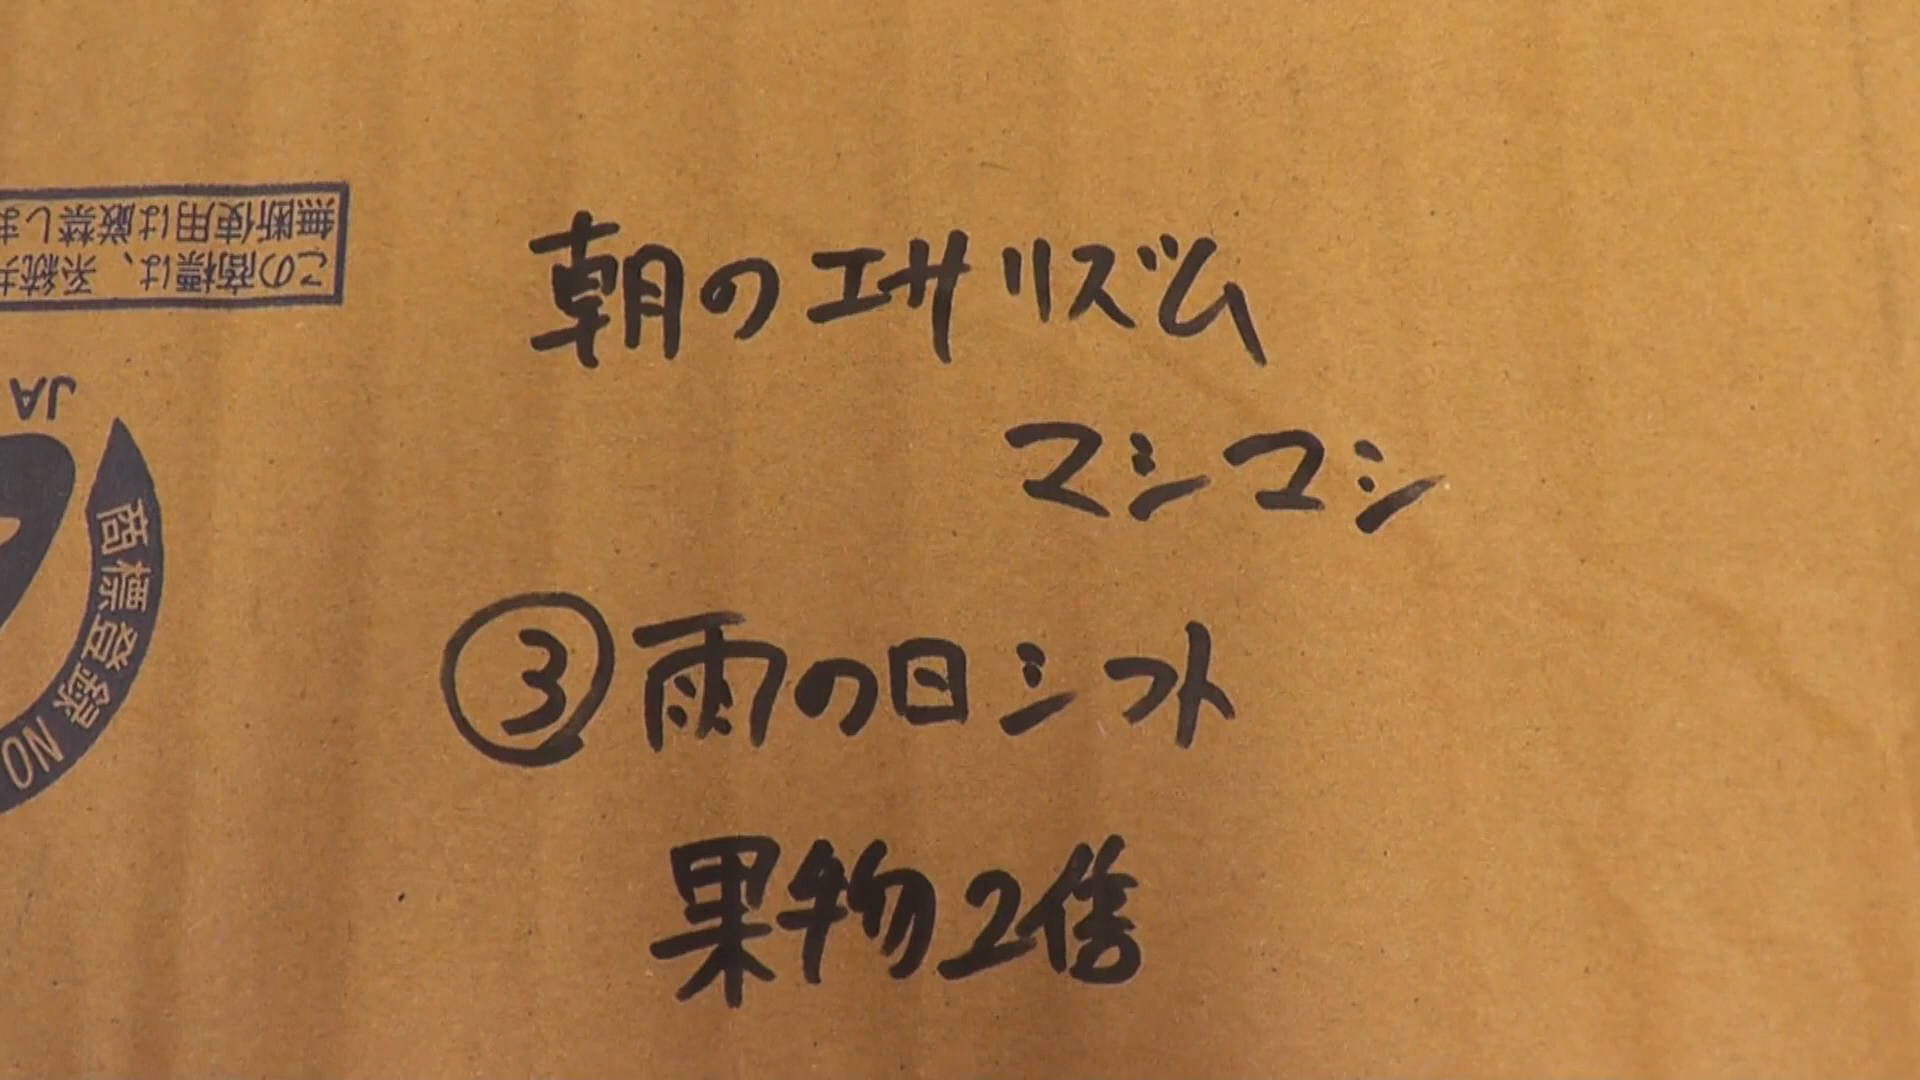 朝のエサリズム
マシマシ
③雨の日シフト
果物2倍
無断使用は厳禁しま
この商標は、系統
JA
商標登録 NO